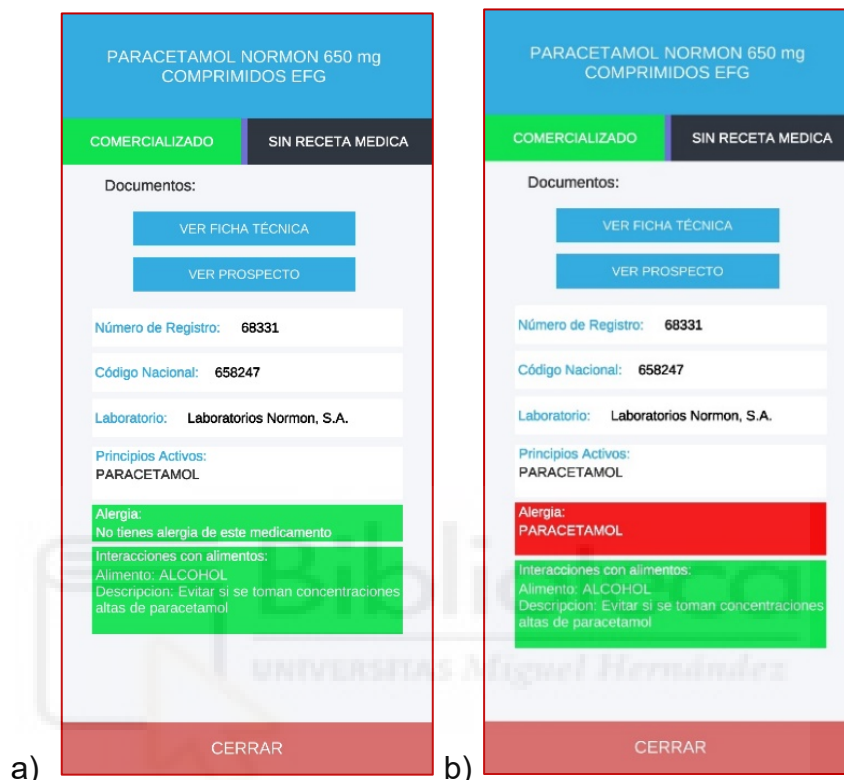 PARACETAMOL NORMON 650 mg
COMPRIMIDOS EFG
COMERCIALIZADO
SIN RECETA MEDICA
Documentos:
VER FICHA TÉCNICA
VER PROSPECTO
Número de Registro: 68331
Código Nacional: 658247
Laboratorio: Laboratorios Normon, S.A.
Principios Activos:
PARACETAMOL
Alergia:
No tienes alergia de este medicamento
Interacciones con alimentos:
Alimento: ALCOHOL
Descripcion: Evitar si se toman concentraciones
altas de paracetamol
CERRAR
a)
PARACETAMOL NORMON 650 mg
COMPRIMIDOS EFG
COMERCIALIZADO
SIN RECETA MEDICA
Documentos:
VER FICHA TÉCNICA
VER PROSPECTO
Número de Registro: 68331
Código Nacional: 658247
Laboratorio: Laboratorios Normon, S.A.
Principios Activos:
PARACETAMOL
Alergia:
PARACETAMOL
Interacciones con alimentos:
Alimento: ALCOHOL
Descripcion: Evitar si se toman concentraciones
altas de paracetamol
CERRAR
b)
Biblioteca
UNIVERSITAS Miguel Hernández